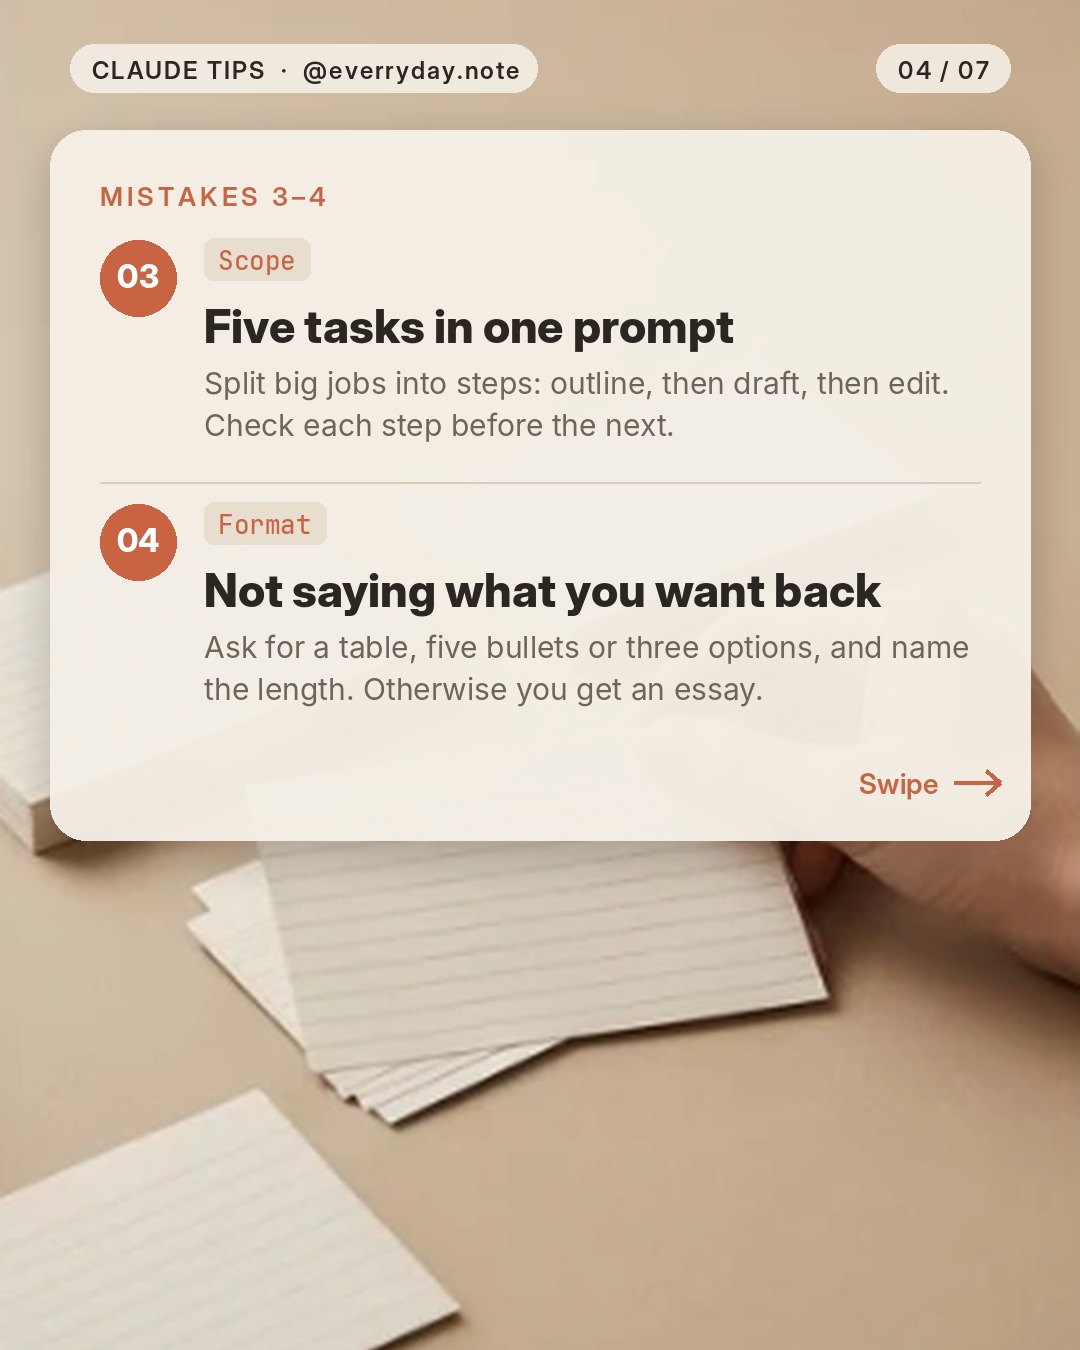 CLAUDE TIPS · @everryday.note
04 / 07
MISTAKES 3–4
03
Scope
Five tasks in one prompt
Split big jobs into steps: outline, then draft, then edit.
Check each step before the next.
04
Format
Not saying what you want back
Ask for a table, five bullets or three options, and name
the length. Otherwise you get an essay.
Swipe →